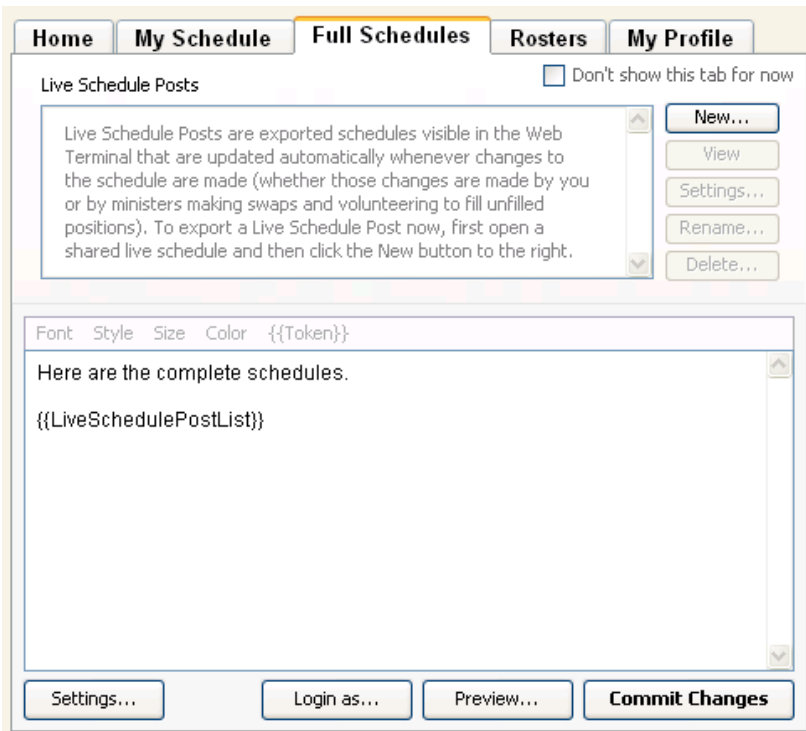 Home My Schedule Full Schedules Rosters My Profile
Don't show this tab for now
Live Schedule Posts
Live Schedule Posts are exported schedules visible in the Web
Terminal that are updated automatically whenever changes to
the schedule are made (whether those changes are made by you
or by ministers making swaps and volunteering to fill unfilled
positions). To export a Live Schedule Post now, first open a
shared live schedule and then click the New button to the right.
New...
View
Settings...
Rename...
Delete...
Font Style Size Color {{Token}}
Here are the complete schedules.
{{LiveSchedulePostList}}
Settings... Login as... Preview... Commit Changes